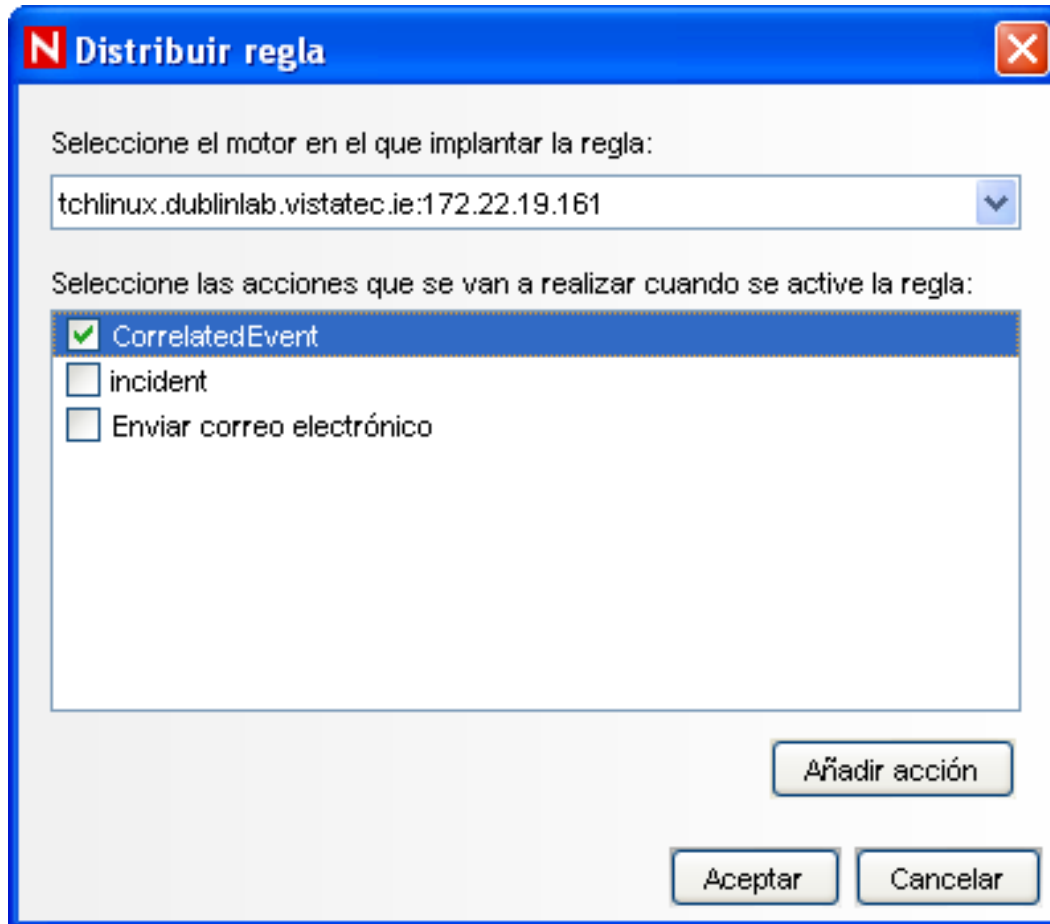 N Distribuir regla
Seleccione el motor en el que implantar la regla:
tchlinux.dublinlab.vistatec.ie:172.22.19.161
Seleccione las acciones que se van a realizar cuando se active la regla:
CorrelatedEvent
incident
Enviar correo electrónico
Añadir acción
Aceptar Cancelar